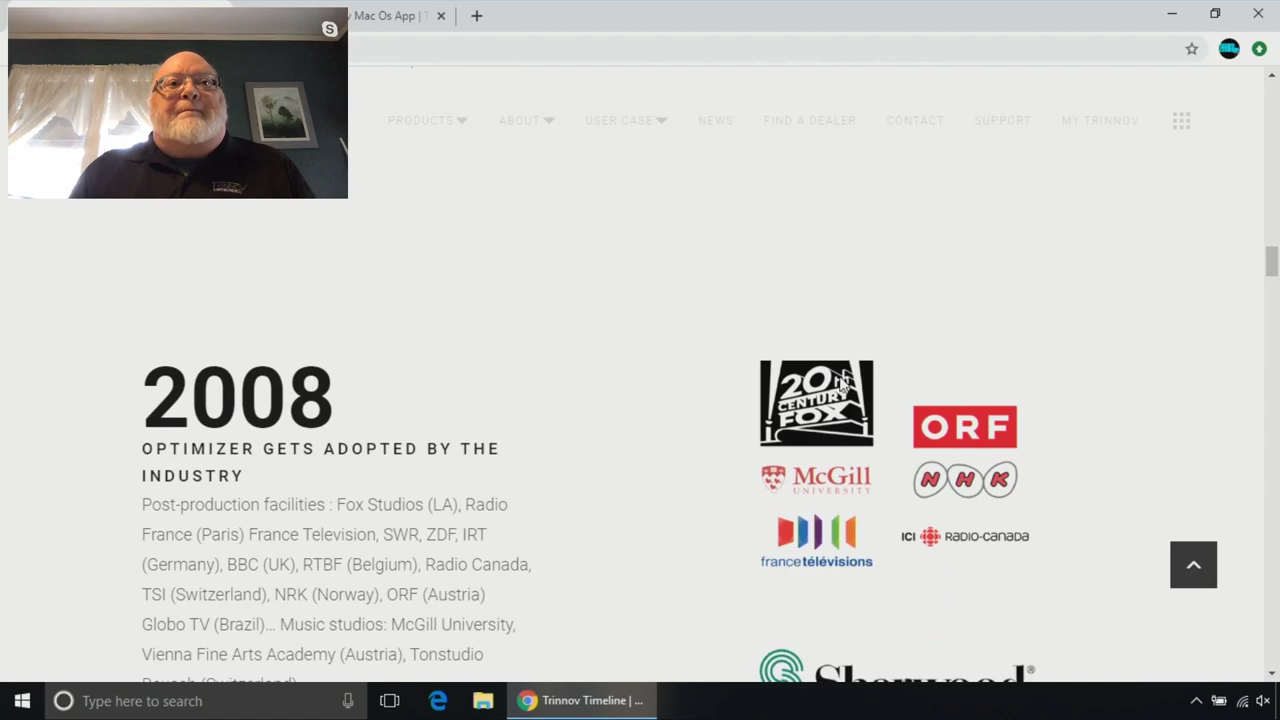 Mac Os App | T
PRODUCTS ABOUT USER CASE NEWS FIND A DEALER CONTACT SUPPORT MY TRINNOV
2008
OPTIMIZER GETS ADOPTED BY THE
INDUSTRY
Post-production facilities : Fox Studios (LA), Radio
France (Paris) France Television, SWR, ZDF, IRT
(Germany), BBC (UK), RTBF (Belgium), Radio Canada,
TSI (Switzerland), NRK (Norway), ORF (Austria)
Globo TV (Brazil)... Music studios: McGill University,
Vienna Fine Arts Academy (Austria), Tonstudio
20TH
CENTURY
FOX
ORF
McGill
UNIVERSITY
NHK
francetélévisions
ICI RADIO-CANADA
Sherwood®
Type here to search
Trinnov Timeline | ...